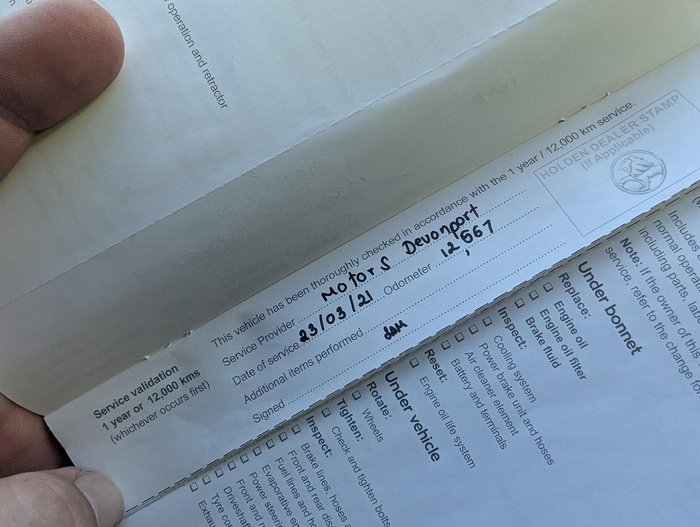 operation and retractor
Service validation
1 year or 12,000 kms
(whichever occurs first)
This vehicle has been thoroughly checked in accordance with the 1 year / 12,000 km service.
Service Provider Motors Devonport
Date of service 23/03/21 Odometer 12,667
Additional items performed
Signed
HOLDEN DEALER STAMP
(If Applicable)
Under bonnet
Replace:
Engine oil
Engine oil filter
Brake fluid
Inspect:
Cooling system
Power brake unit and hoses
Air cleaner element
Battery and terminals
Reset:
Engine oil life system
Under vehicle
Rotate:
Wheels
Tighten:
Check and tighten bolts
Inspect:
Brake lines, hoses
Front and rear
Fuel lines and
Evaporative
Power
Front and
Tyre
Included
normal
including parts,
Note: If the owner of this
service, refer to the change